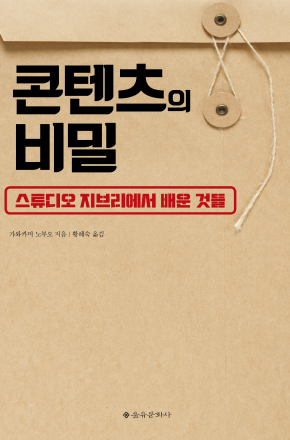 콘텐츠의
비밀
스튜디오 지브리에서 배운 것들
가와카미 노부오 지음 | 황혜숙 옮김
을유문화사